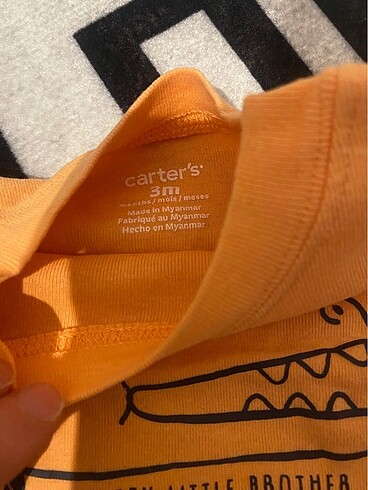 carter's
3m
months / mois / meses
Made in Myanmar
Fabriqué au Myanmar
Hecho en Myanmar
LITTLE BROTHER